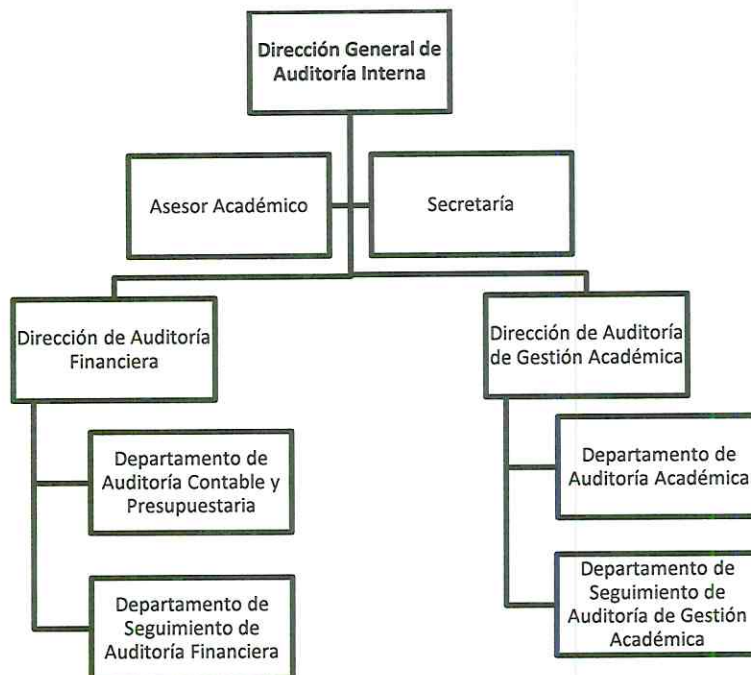 Dirección General de
Auditoría Interna
Asesor Académico
Secretaría
Dirección de Auditoría
Financiera
Dirección de Auditoría
de Gestión Académica
Departamento de
Auditoría Contable y
Presupuestaria
Departamento de
Auditoría Académica
Departamento de
Seguimiento de
Auditoría Financiera
Departamento de
Seguimiento de
Auditoría de Gestión
Académica